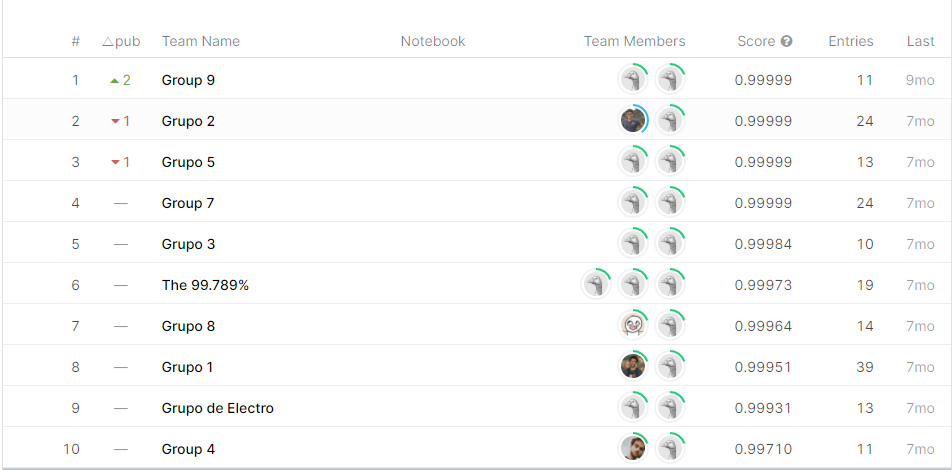 # △pub Team Name Notebook Team Members Score ? Entries Last
1 ▲ 2 Group 9 0.99999 11 9mo
2 ▼ 1 Grupo 2 0.99999 24 7mo
3 ▼ 1 Grupo 5 0.99999 13 7mo
4 — Group 7 0.99999 24 7mo
5 — Grupo 3 0.99984 10 7mo
6 — The 99.789% 0.99973 19 7mo
7 — Grupo 8 0.99964 14 7mo
8 — Grupo 1 0.99951 39 7mo
9 — Grupo de Electro 0.99931 13 7mo
10 — Group 4 0.99710 11 7mo